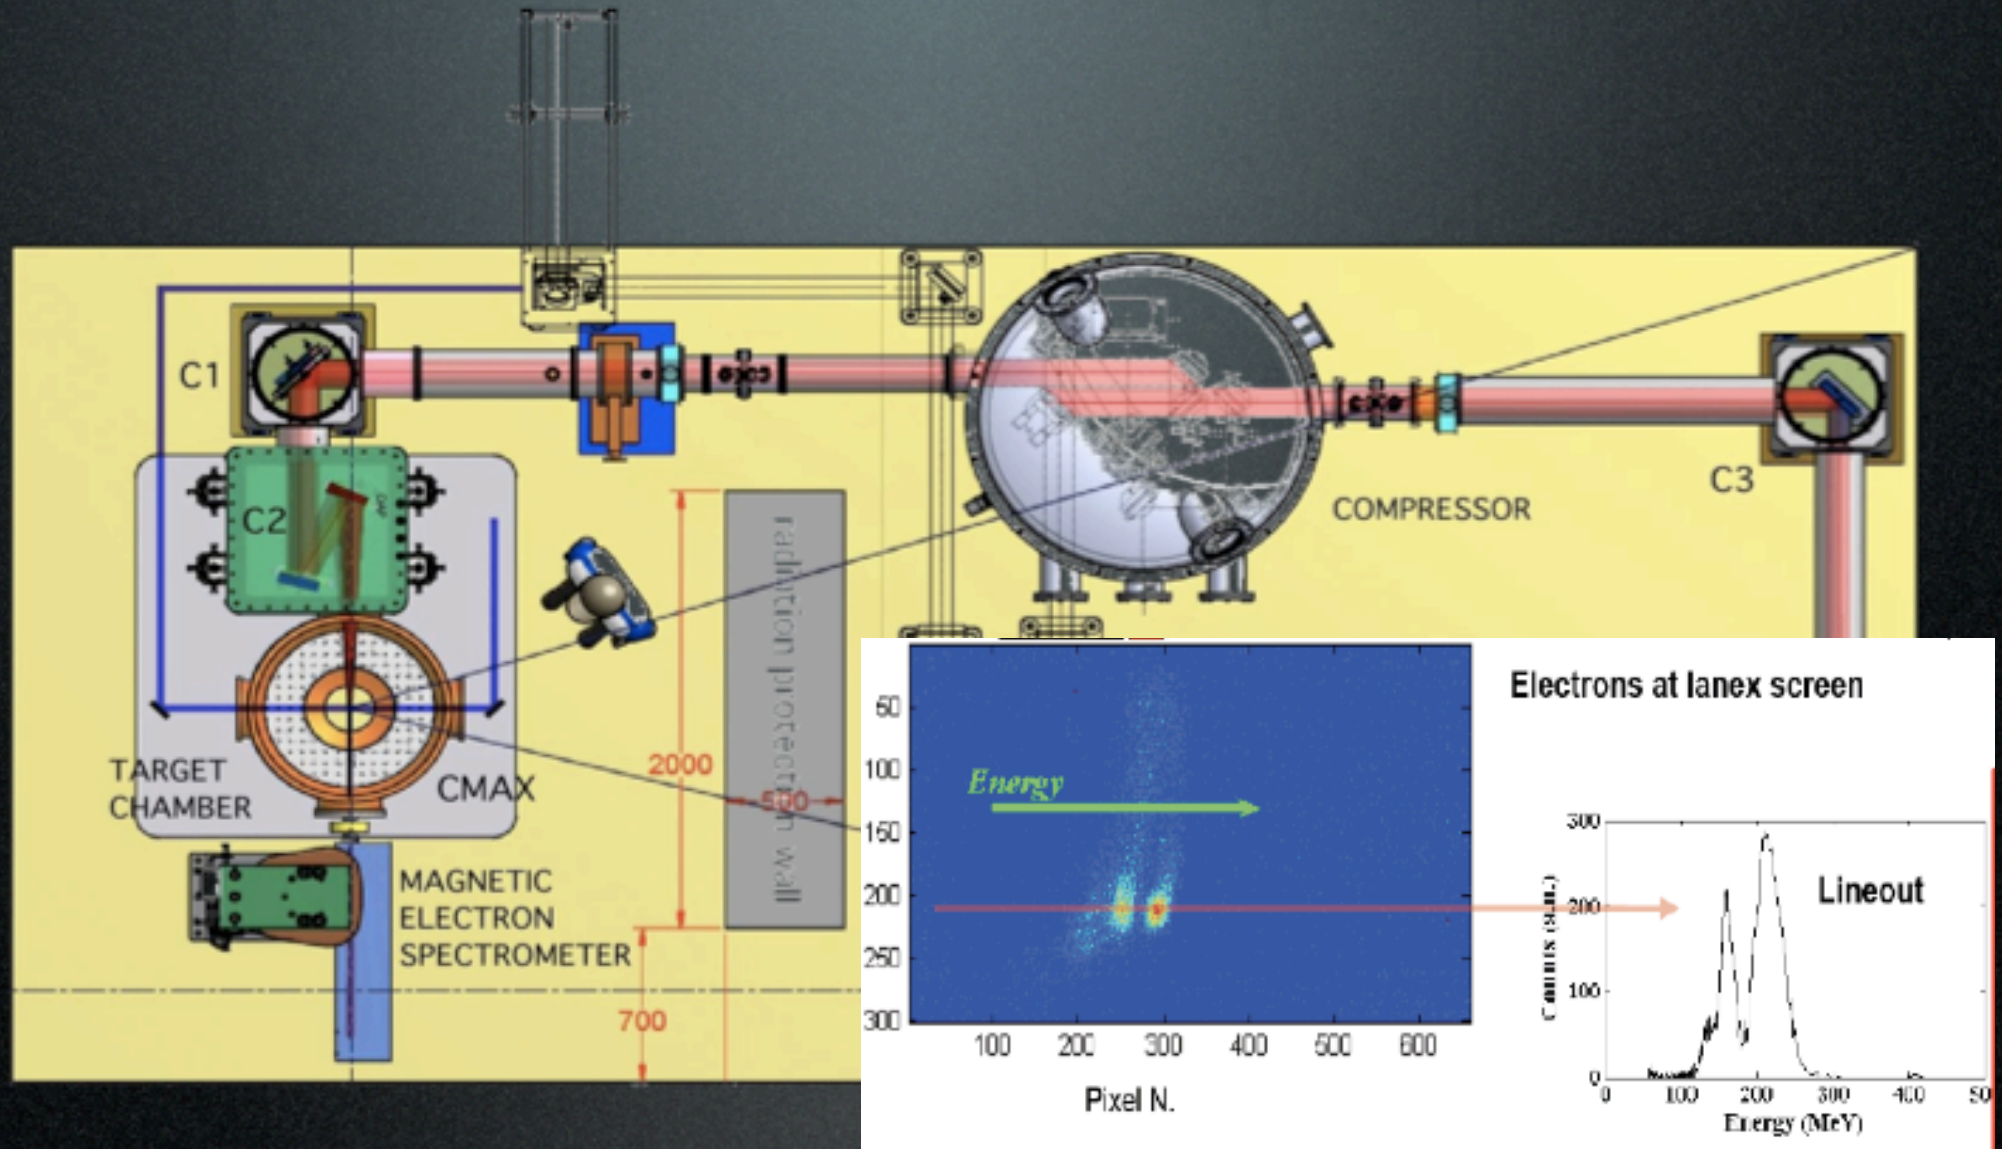 C1
C2
C3
COMPRESSOR
radiation protection wall
2000
500
700
TARGET
CHAMBER
CMAX
MAGNETIC
ELECTRON
SPECTROMETER
Electrons at lanex screen
Energy
50
100
150
200
250
300
100 200 300 400 500 600
Pixel N.
Lineout
300
200
100
0
0 100 200 300 400 50
Counts (a.u.)
Energy (MeV)